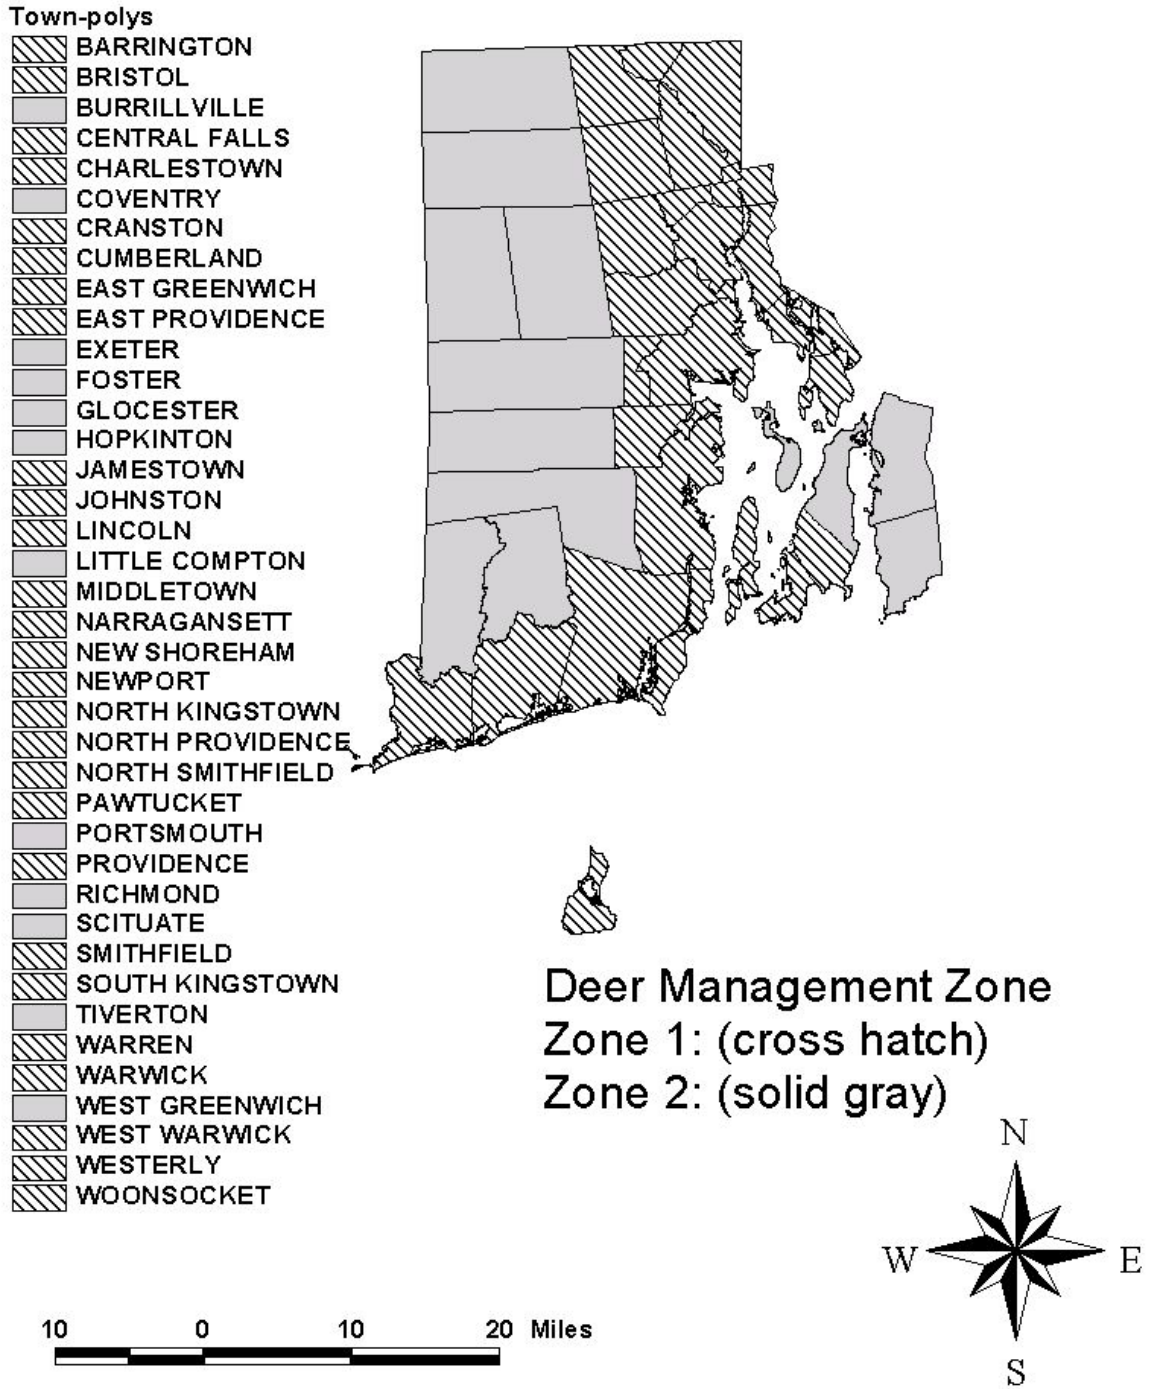 Town-polys
BARRINGTON
BRISTOL
BURRILLVILLE
CENTRAL FALLS
CHARLESTOWN
COVENTRY
CRANSTON
CUMBERLAND
EAST GREENWICH
EAST PROVIDENCE
EXETER
FOSTER
GLOCESTER
HOPKINTON
JAMESTOWN
JOHNSTON
LINCOLN
LITTLE COMPTON
MIDDLETOWN
NARRAGANSETT
NEW SHOREHAM
NEWPORT
NORTH KINGSTOWN
NORTH PROVIDENCE
NORTH SMITHFIELD
PAWTUCKET
PORTSMOUTH
PROVIDENCE
RICHMOND
SCITUATE
SMITHFIELD
SOUTH KINGSTOWN
TIVERTON
WARREN
WARWICK
WEST GREENWICH
WEST WARWICK
WESTERLY
WOONSOCKET
Deer Management Zone
Zone 1: (cross hatch)
Zone 2: (solid gray)
N
W E
S
10 0 10 20 Miles